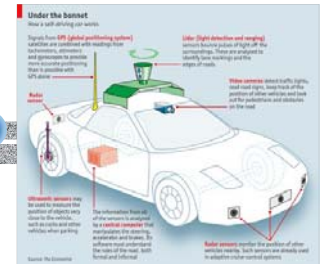 Under the bonnet
How a self-driving car works
Signals from GPS (global positioning system)
satellites are combined with readings from
tachometers, altimeters
and gyroscopes to provide
more accurate positioning
than is possible with
GPS alone
Lidar (light detection and ranging)
sensors bounce pulses of light off the
surroundings. These are analysed to
identify lane markings and the
edges of roads.
Video cameras detect traffic lights,
read road signs, keep track of the
position of other vehicles and look
out for pedestrians and obstacles
on the road
Radar
sensor
Ultrasonic sensors may
be used to measure the
position of objects very
close to the vehicle,
such as curbs and other
vehicles when parking
The information from all
of the sensors is analysed
by a central computer that
manipulates the steering,
accelerator and brakes. Its
software must understand
the rules of the road, both
formal and informal
Radar sensors monitor the position of other
vehicles nearby. Such sensors are already used
in adaptive cruise-control systems
Source: The Economist